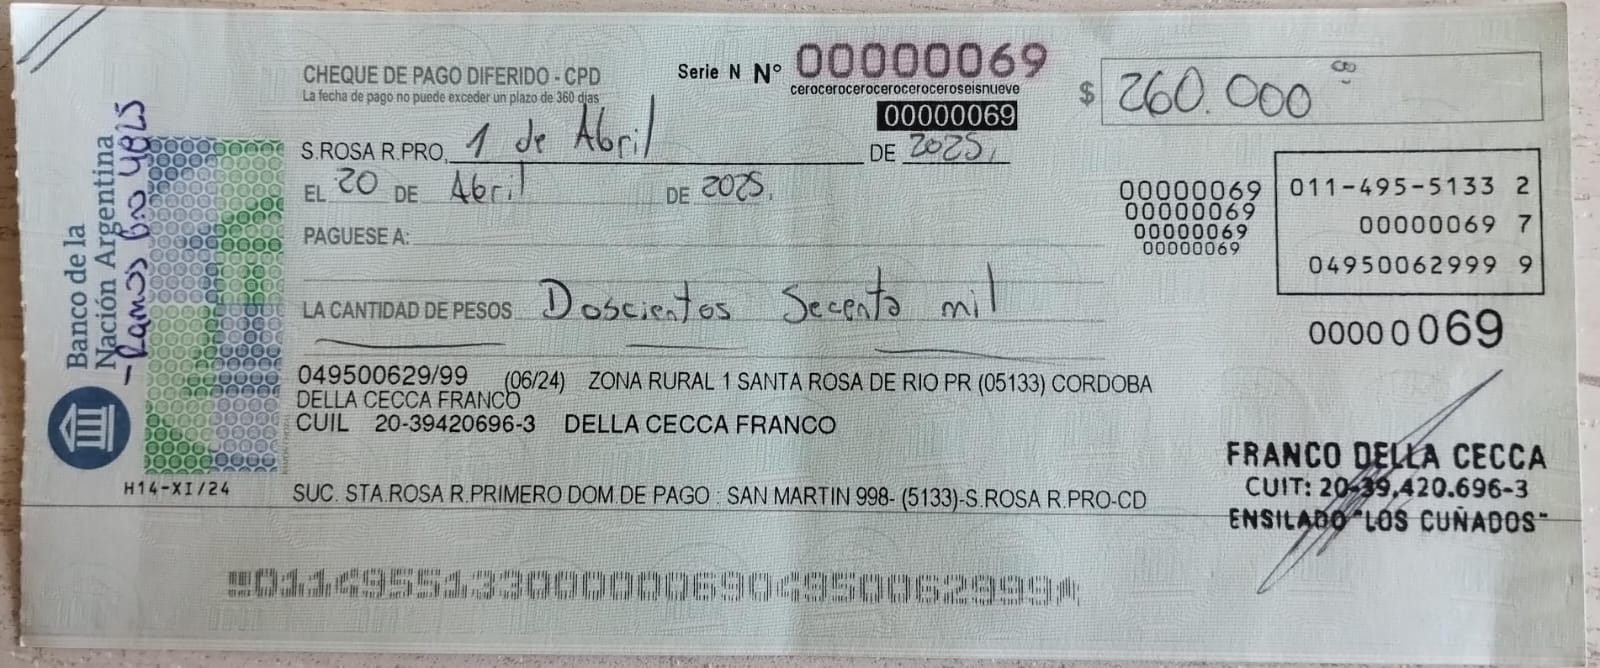 CHEQUE DE PAGO DIFERIDO - CPD
La fecha de pago no puede exceder un plazo de 360 dias
Serie N Nº 00000069
ceroceroceroceroceroceroseisnueve
00000069
$ 260.000
S.ROSA R.PRO, 1 de Abril DE 2025,
EL 20 DE Abril DE 2025.
PAGUESE A:
LA CANTIDAD DE PESOS Doscientos Secenta mil
00000069
00000069
00000069
00000069
011-495-5133 2
00000069 7
04950062999 9
00000069
049500629/99 (06/24) ZONA RURAL 1 SANTA ROSA DE RIO PR (05133) CORDOBA
DELLA CECCA FRANCO
CUIL 20-39420696-3 DELLA CECCA FRANCO
SUC. STA.ROSA R.PRIMERO DOM.DE PAGO : SAN MARTIN 998- (5133)-S.ROSA R.PRO-CD
FRANCO DELLA CECCA
CUIT: 20-39.420.696-3
ENSILADO "LOS CUÑADOS"
Banco de la
Nación Argentina
H14-XI/24
01149551330000006904950062999